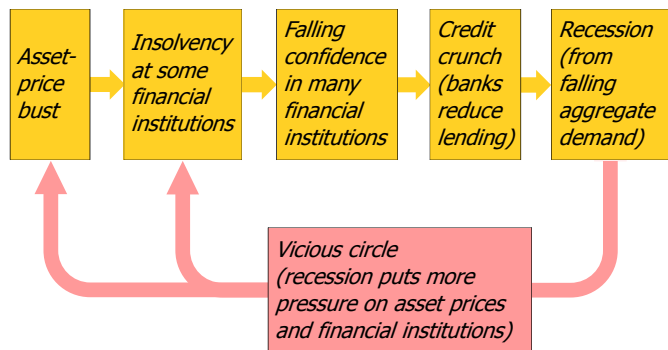 Asset-
price
bust
Insolvency
at some
financial
institutions
Falling
confidence
in many
financial
institutions
Credit
crunch
(banks
reduce
lending)
Recession
(from
falling
aggregate
demand)
Vicious circle
(recession puts more
pressure on asset prices
and financial institutions)